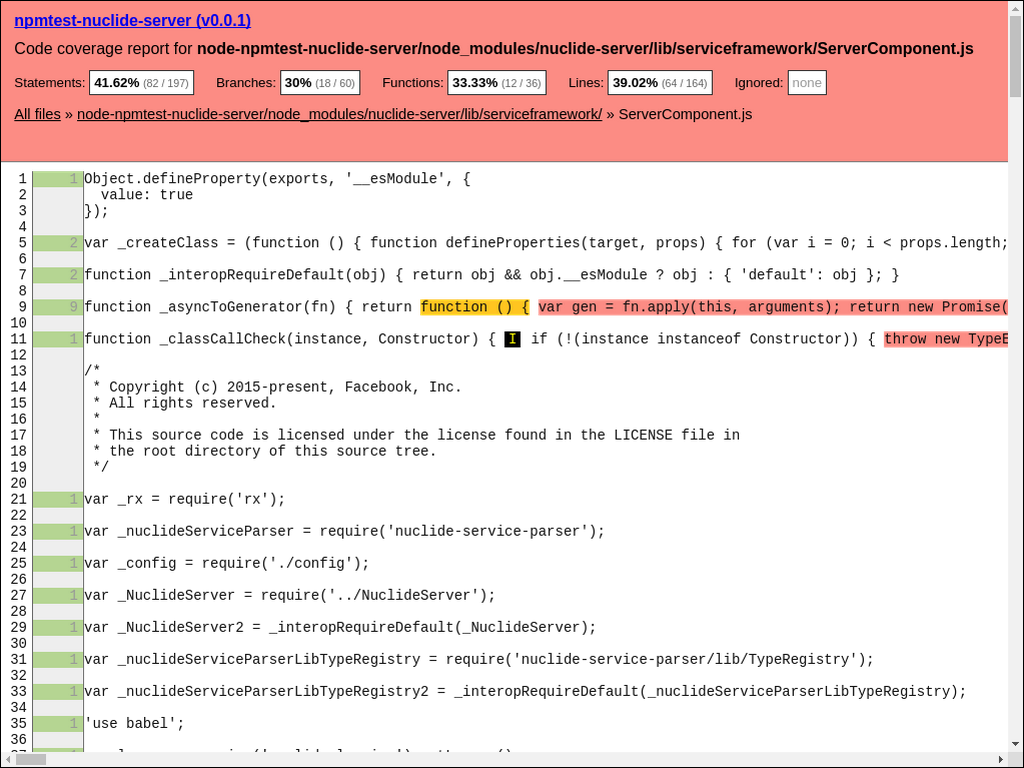 npmtest-nuclide-server (v0.0.1)
Code coverage report for node-npmtest-nuclide-server/node_modules/nuclide-server/lib/serviceframework/ServerComponent.js
Statements: 41.62% (82 / 197) Branches: 30% (18 / 60) Functions: 33.33% (12 / 36) Lines: 39.02% (64 / 164) Ignored: none
All files » node-npmtest-nuclide-server/node_modules/nuclide-server/lib/serviceframework/ » ServerComponent.js
1 1 Object.defineProperty(exports, '__esModule', {
2 value: true
3 });
4
5 2 var _createClass = (function () { function defineProperties(target, props) { for (var i = 0; i < props.length;
6
7 2 function _interopRequireDefault(obj) { return obj && obj.__esModule ? obj : { 'default': obj }; }
8
9 9 function _asyncToGenerator(fn) { return function () { var gen = fn.apply(this, arguments); return new Promise(
10
11 1 function _classCallCheck(instance, Constructor) { I if (!(instance instanceof Constructor)) { throw new TypeE
12
13 /*
14 * Copyright (c) 2015-present, Facebook, Inc.
15 * All rights reserved.
16 *
17 * This source code is licensed under the license found in the LICENSE file in
18 * the root directory of this source tree.
19 */
20
21 1 var _rx = require('rx');
22
23 1 var _nuclideServiceParser = require('nuclide-service-parser');
24
25 1 var _config = require('./config');
26
27 1 var _NuclideServer = require('../NuclideServer');
28
29 1 var _NuclideServer2 = _interopRequireDefault(_NuclideServer);
30
31 1 var _nuclideServiceParserLibTypeRegistry = require('nuclide-service-parser/lib/TypeRegistry');
32
33 1 var _nuclideServiceParserLibTypeRegistry2 = _interopRequireDefault(_nuclideServiceParserLibTypeRegistry);
34
35 1 'use babel';
36